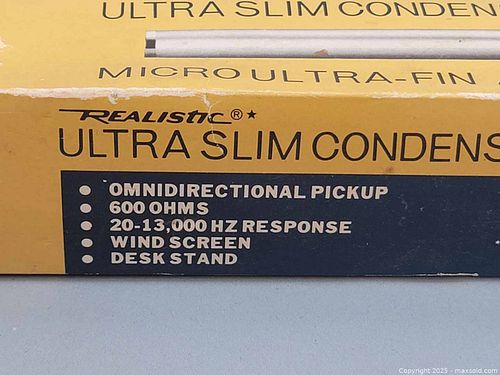 ULTRA SLIM CONDEN
MICRO ULTRA-FIN
REALISTIC®*
ULTRA SLIM CONDENS
• OMNIDIRECTIONAL PICKUP
• 600 OHMS
• 20-13,000 HZ RESPONSE
• WIND SCREEN
• DESK STAND
Copyright 2025 - maxsold.com